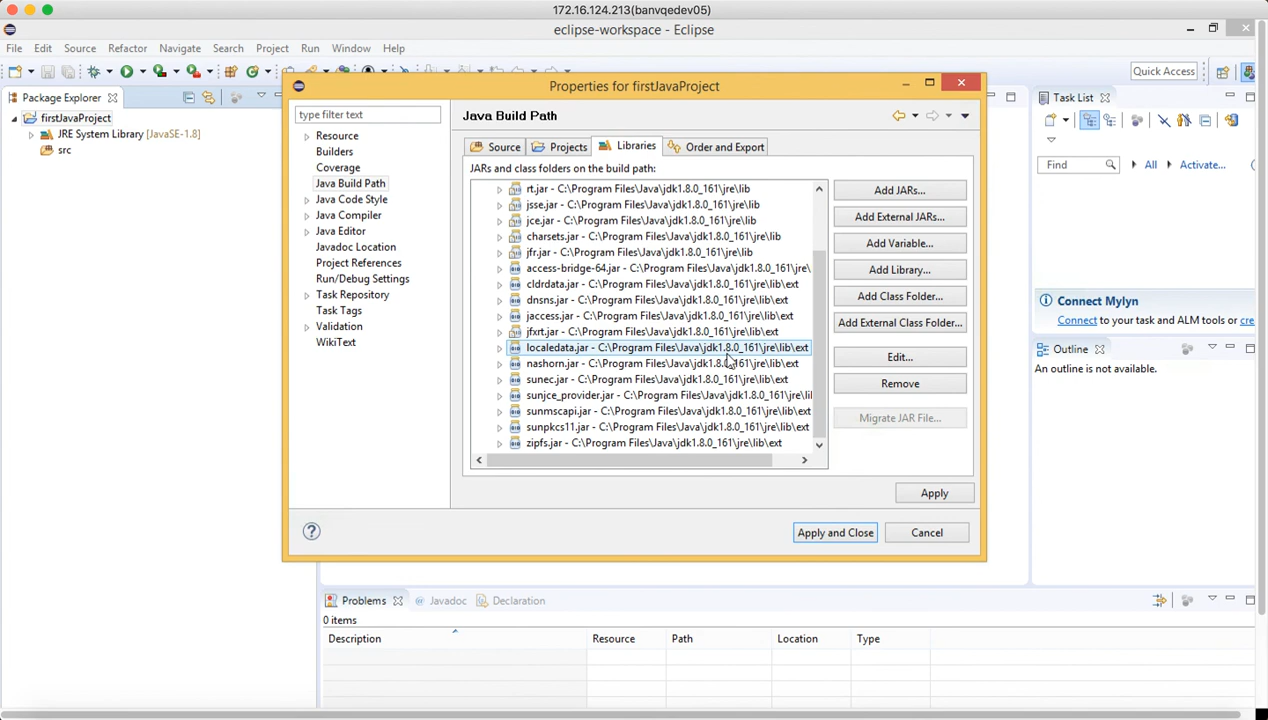 172.16.124.213(banvqedev05)
eclipse-workspace - Eclipse
File Edit Source Refactor Navigate Search Project Run Window Help
Quick Access
Package Explorer
firstJavaProject
JRE System Library [JavaSE-1.8]
src
Properties for firstJavaProject
type filter text
Resource
Builders
Coverage
Java Build Path
Java Code Style
Java Compiler
Java Editor
Javadoc Location
Project References
Run/Debug Settings
Task Repository
Task Tags
Validation
WikiText
Java Build Path
Source Projects Libraries Order and Export
JARs and class folders on the build path:
rt.jar - C:\Program Files\Java\jdk1.8.0_161\jre\lib
jsse.jar - C:\Program Files\Java\jdk1.8.0_161\jre\lib
jce.jar - C:\Program Files\Java\jdk1.8.0_161\jre\lib
charsets.jar - C:\Program Files\Java\jdk1.8.0_161\jre\lib
jfr.jar - C:\Program Files\Java\jdk1.8.0_161\jre\lib
access-bridge-64.jar - C:\Program Files\Java\jdk1.8.0_161\jre\
cldrdata.jar - C:\Program Files\Java\jdk1.8.0_161\jre\lib\ext
dnsns.jar - C:\Program Files\Java\jdk1.8.0_161\jre\lib\ext
jaccess.jar - C:\Program Files\Java\jdk1.8.0_161\jre\lib\ext
jfxrt.jar - C:\Program Files\Java\jdk1.8.0_161\jre\lib\ext
localedata.jar - C:\Program Files\Java\jdk1.8.0_161\jre\lib\ext
nashorn.jar - C:\Program Files\Java\jdk1.8.0_161\jre\lib\ext
sunec.jar - C:\Program Files\Java\jdk1.8.0_161\jre\lib\ext
sunjce_provider.jar - C:\Program Files\Java\jdk1.8.0_161\jre\li
sunmscapi.jar - C:\Program Files\Java\jdk1.8.0_161\jre\lib\ext
sunpkcs11.jar - C:\Program Files\Java\jdk1.8.0_161\jre\lib\ext
zipfs.jar - C:\Program Files\Java\jdk1.8.0_161\jre\lib\ext
Add JARs...
Add External JARs...
Add Variable...
Add Library...
Add Class Folder...
Add External Class Folder...
Edit...
Remove
Migrate JAR File...
Apply
Apply and Close Cancel
Task List
Find All Activate...
Connect Mylyn
Connect to your task and ALM tools or cre
Outline
An outline is not available.
Problems Javadoc Declaration
0 items
Description Resource Path Location Type